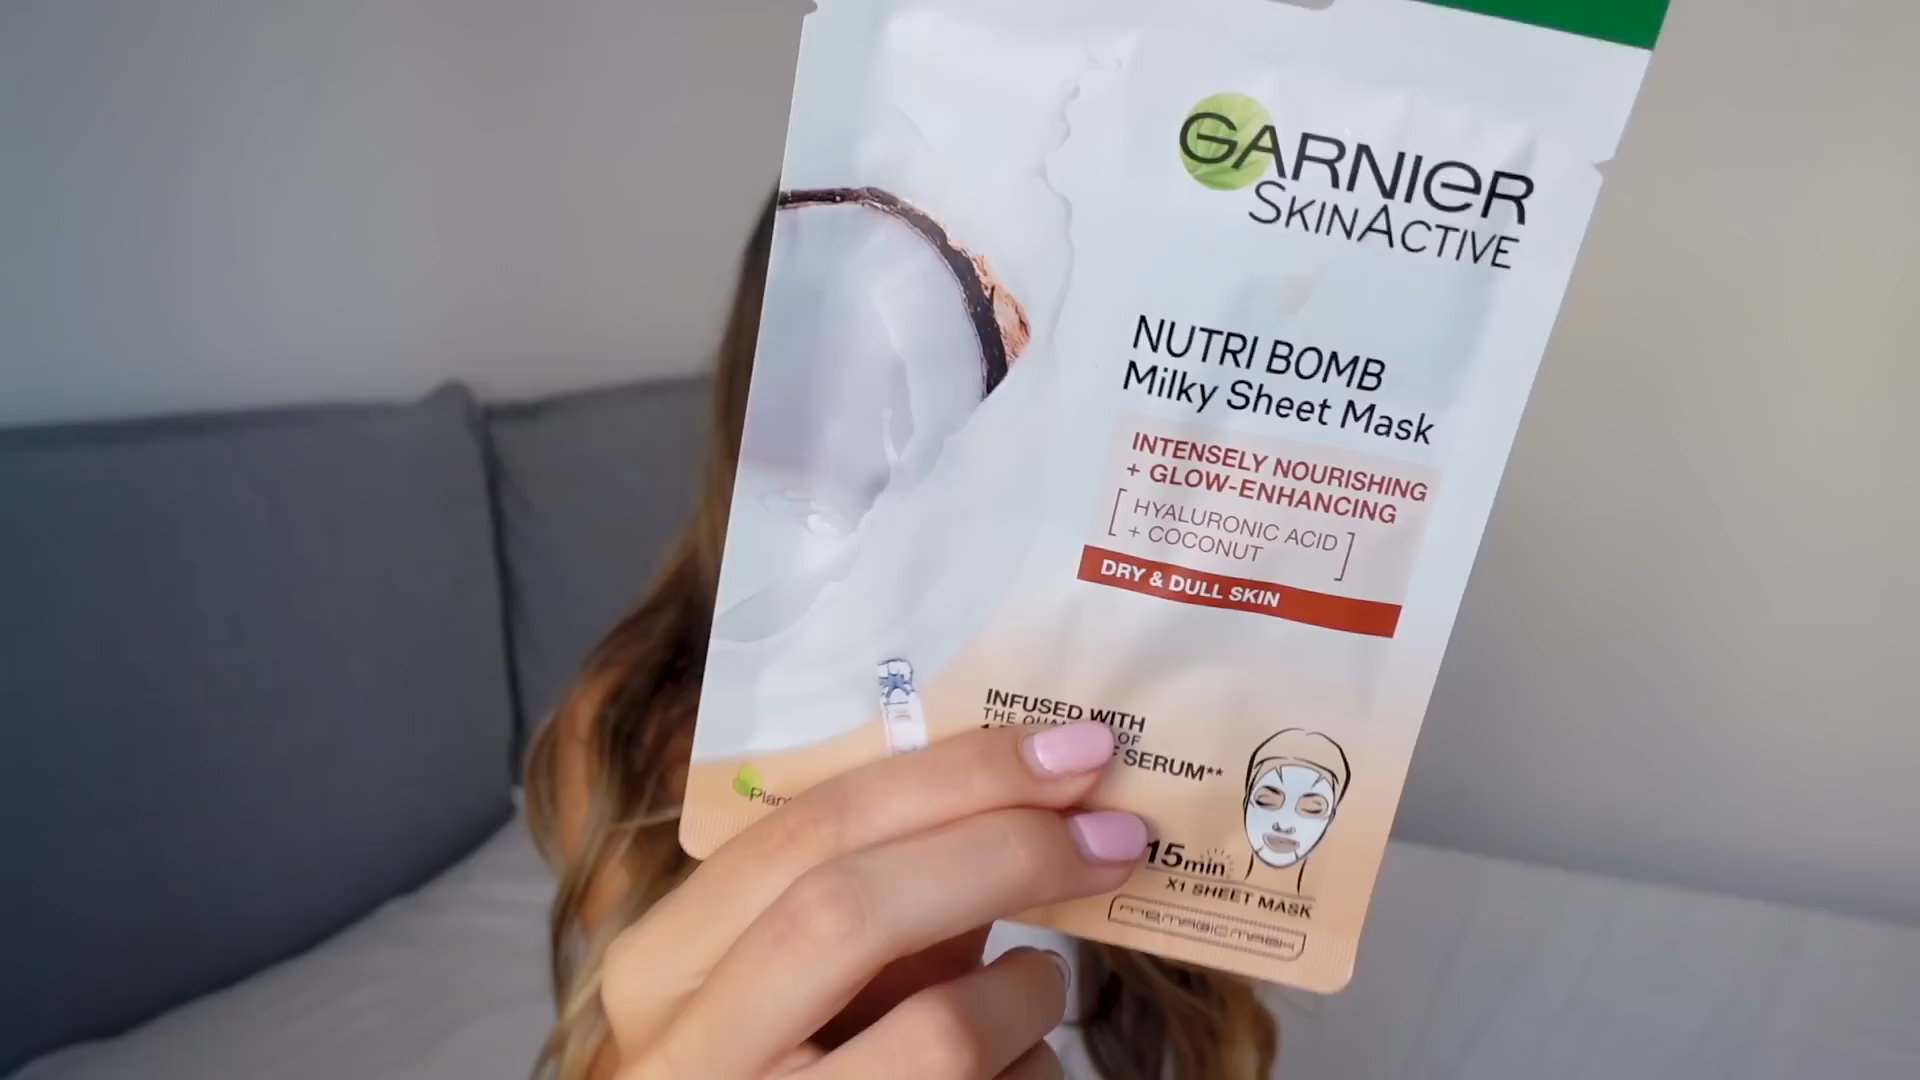 GARNIER
SKINACTIVE
NUTRI BOMB
Milky Sheet Mask
INTENSELY NOURISHING
+ GLOW-ENHANCING
[ HYALURONIC ACID
+ COCONUT ]
DRY & DULL SKIN
INFUSED WITH
THE OF
SERUM**
15min
X1 SHEET MASK